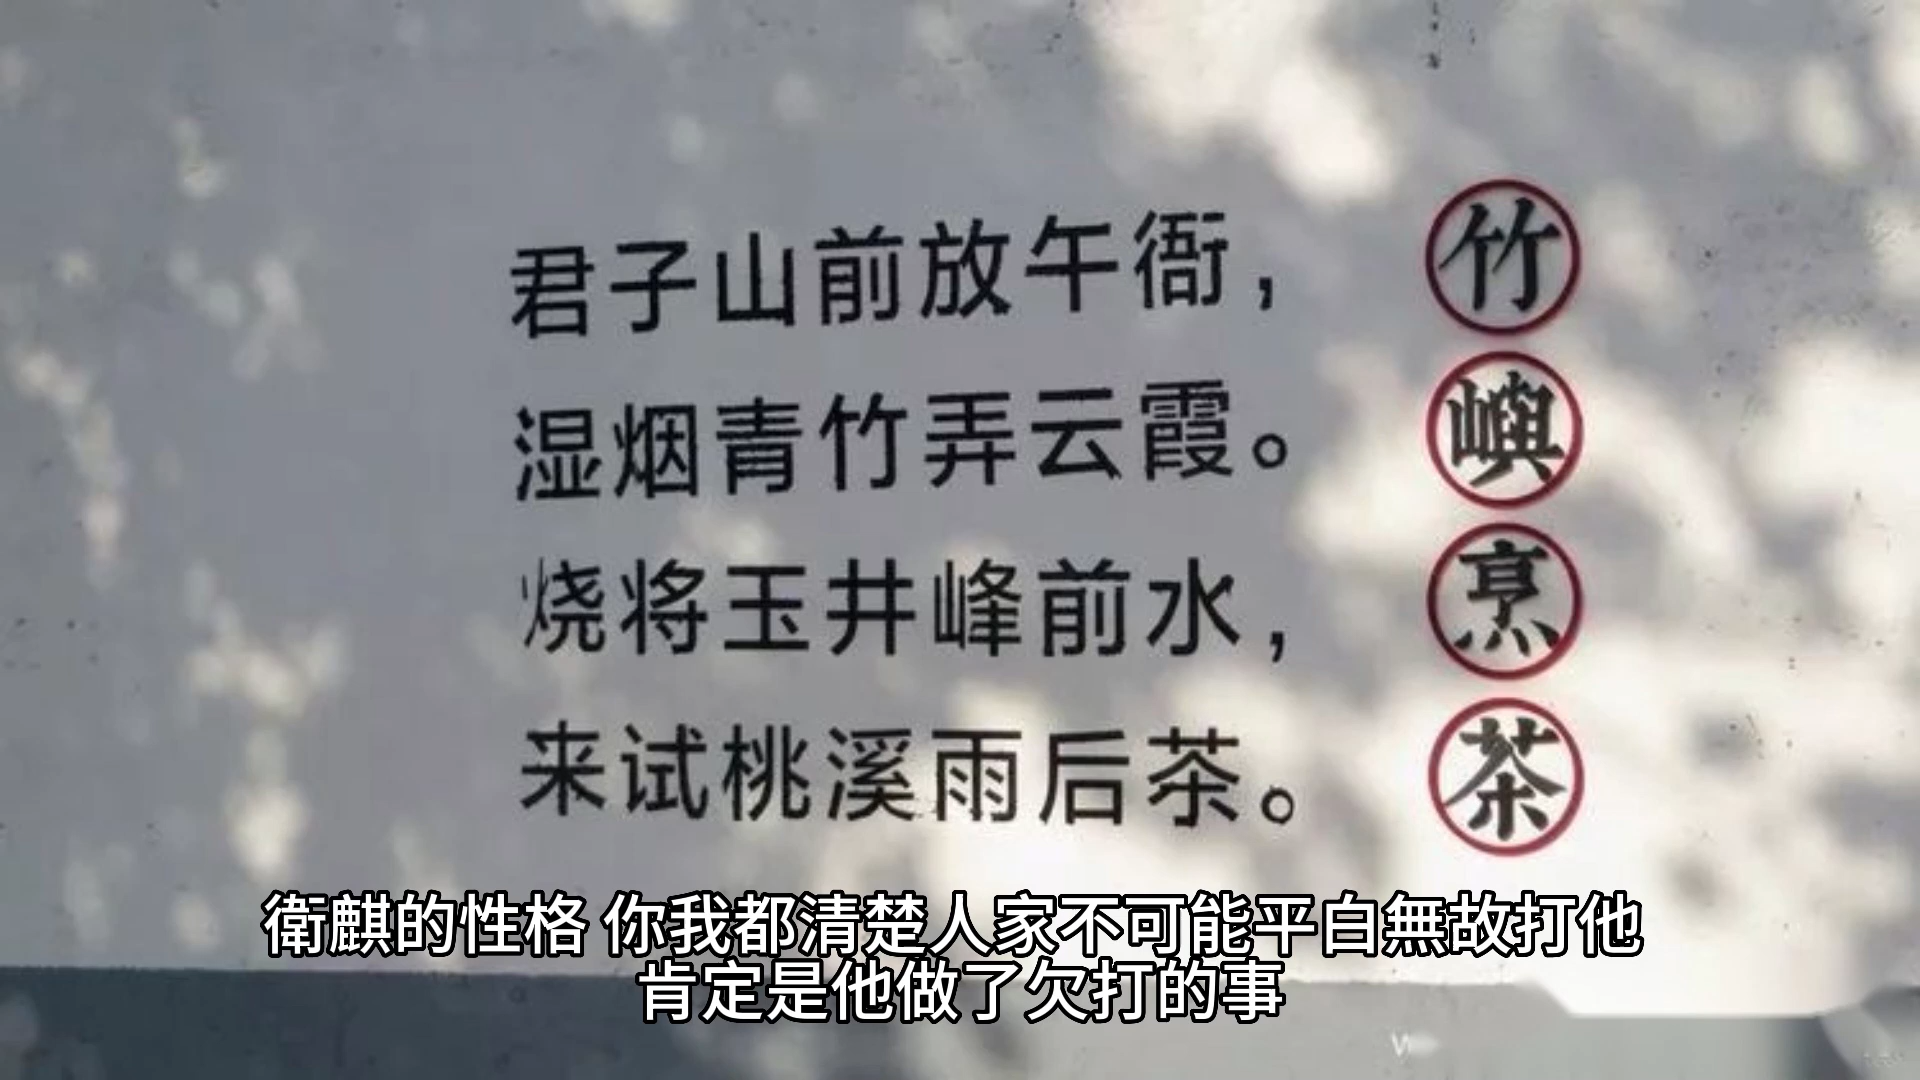 君子山前放午衙，
湿烟青竹弄云霞。
烧将玉井峰前水，
来试桃溪雨后茶。
竹
嶼
烹
茶
衛麒的性格 你我都清楚人家不可能平白無故打他
肯定是他做了欠打的事